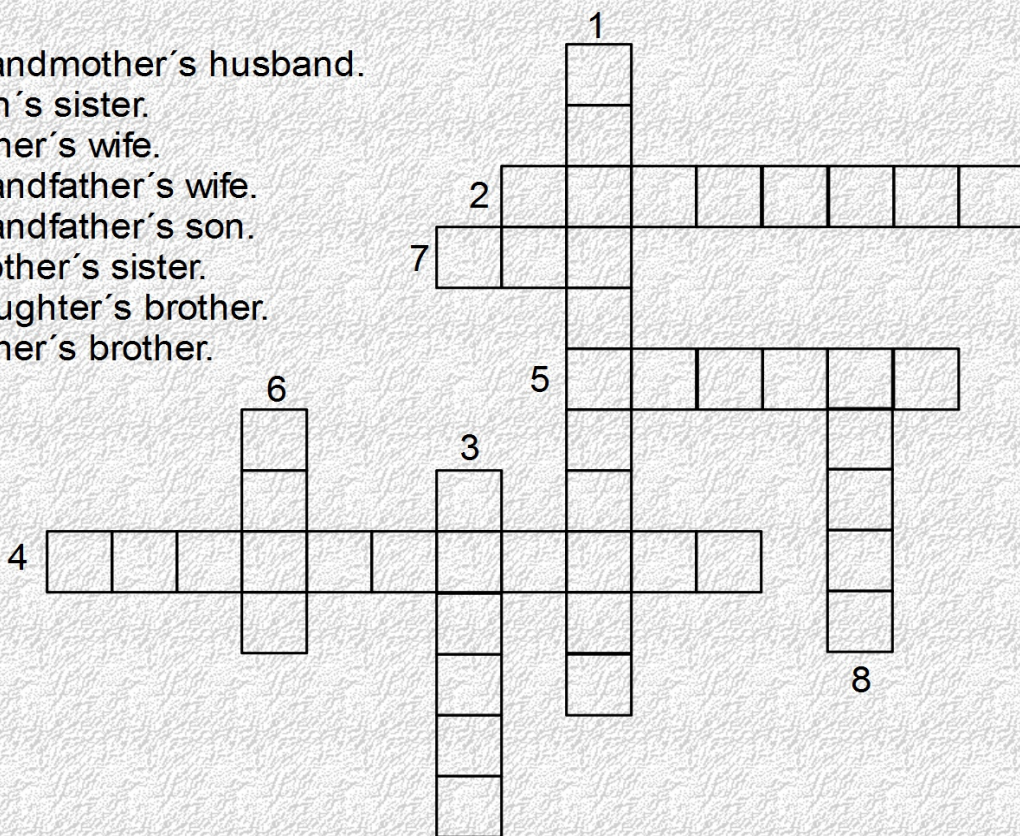 1
andmother´s husband.
n´s sister.
her´s wife.
2
andfather´s wife.
andfather´s son.
7
other´s sister.
ughter´s brother.
her´s brother.
5
6
3
4
8